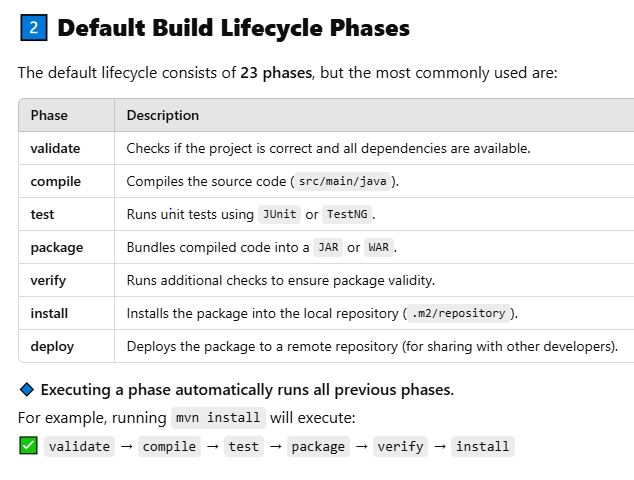 2 Default Build Lifecycle Phases
The default lifecycle consists of 23 phases, but the most commonly used are:
Phase Description
validate Checks if the project is correct and all dependencies are available.
compile Compiles the source code ( src/main/java ).
test Runs unit tests using JUnit or TestNG .
package Bundles compiled code into a JAR or WAR .
verify Runs additional checks to ensure package validity.
install Installs the package into the local repository ( .m2/repository ).
deploy Deploys the package to a remote repository (for sharing with other developers).
🔷 Executing a phase automatically runs all previous phases.
For example, running mvn install will execute:
✅ validate → compile → test → package → verify → install